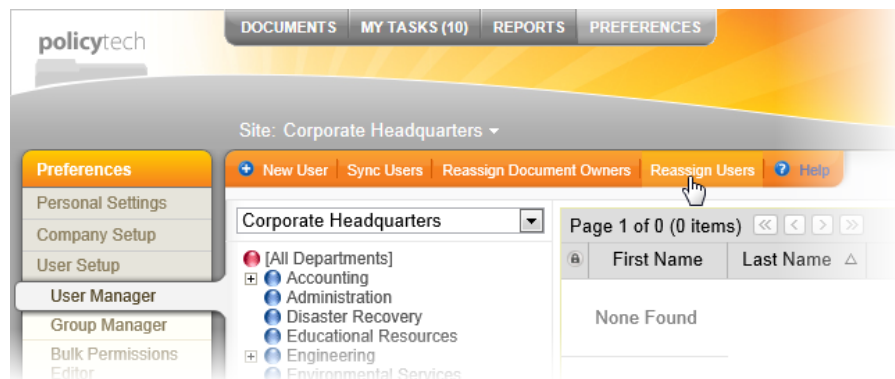 policytech
DOCUMENTS MY TASKS (10) REPORTS PREFERENCES
Site: Corporate Headquarters
Preferences
New User Sync Users Reassign Document Owners Reassign Users Help
Personal Settings
Company Setup
User Setup
User Manager
Group Manager
Bulk Permissions
Editor
Corporate Headquarters
[All Departments]
Accounting
Administration
Disaster Recovery
Educational Resources
Engineering
Environmental Services
Page 1 of 0 (0 items)
First Name Last Name
None Found